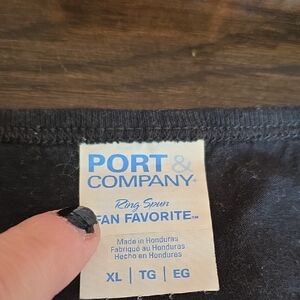 PORT &
COMPANY®
Ring Spun
FAN FAVORITE™
Made in Honduras
Fabriqué au Honduras
Hecho en Honduras
XL | TG | EG